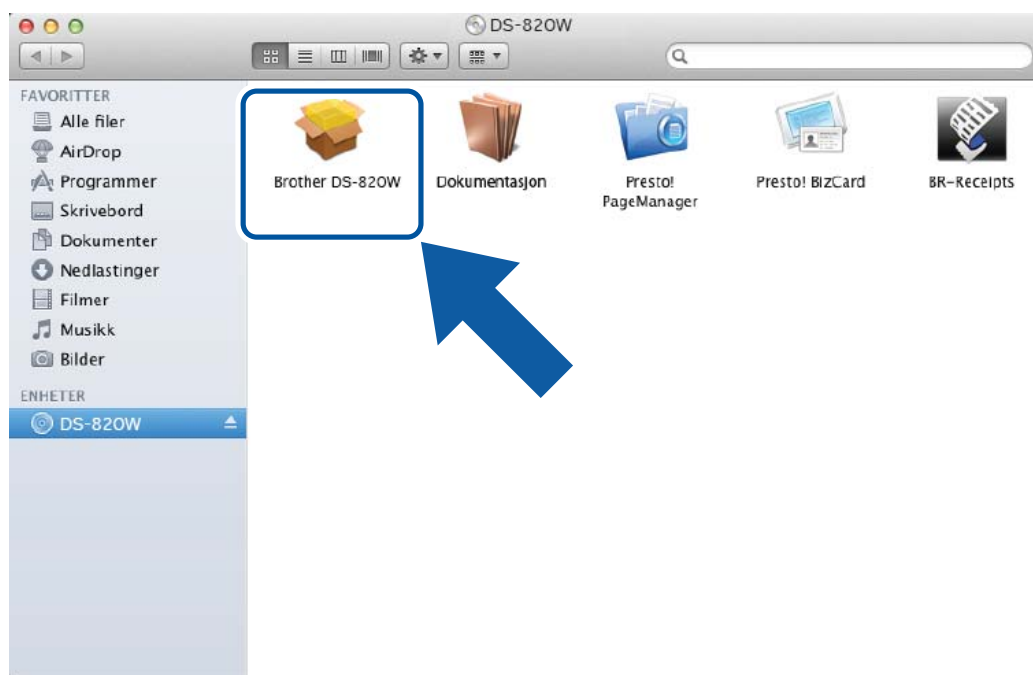 DS-820W
FAVORITTER
Alle filer
AirDrop
Programmer
Skrivebord
Dokumenter
Nedlastinger
Filmer
Musikk
Bilder
ENHETER
DS-820W
Brother DS-820W
Dokumentasjon
Presto!
PageManager
Presto! BizCard
BR-Receipts